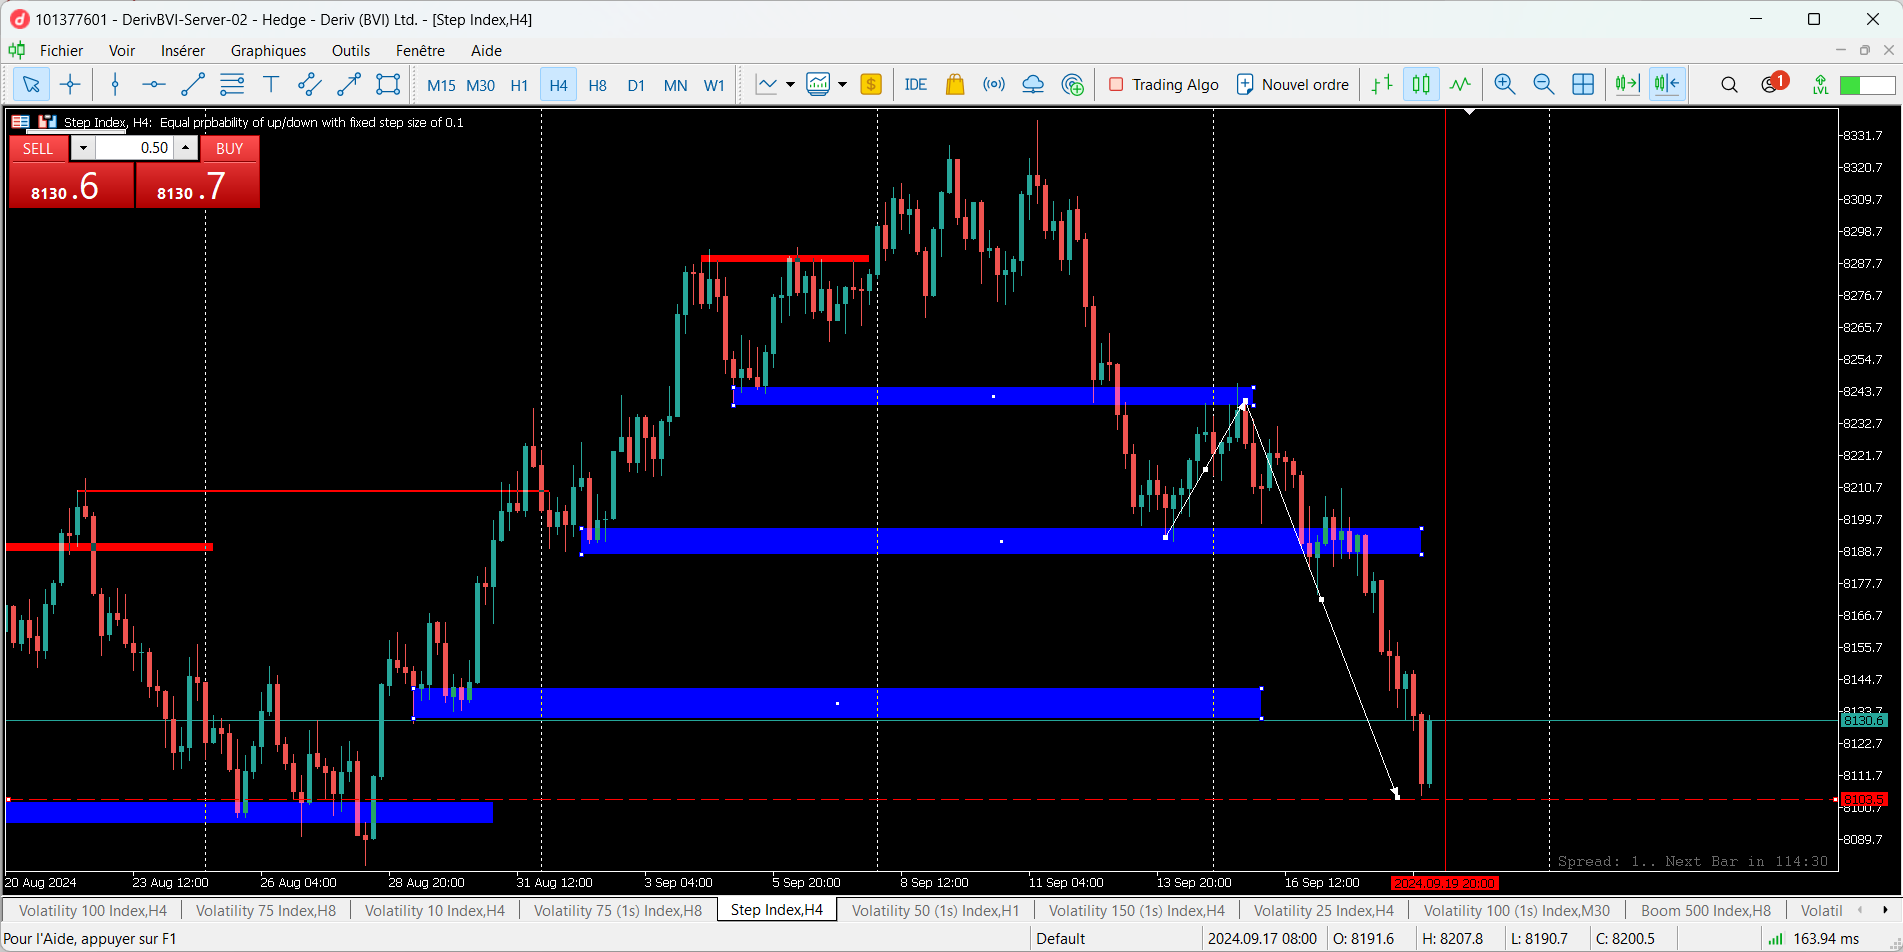 101377601 - DerivBVI-Server-02 - Hedge - Deriv (BVI) Ltd. - [Step Index,H4]
Fichier Voir Insérer Graphiques Outils Fenêtre Aide
T M15 M30 H1 H4 H8 D1 MN W1 $ IDE Trading Algo Nouvel ordre 1 LVL
Step Index, H4: Equal prpbability of up/down with fixed step size of 0.1
SELL 0.50 BUY
8130 .6 8130 .7
8331.7
8320.7
8309.7
8298.7
8287.7
8276.7
8265.7
8254.7
8243.7
8232.7
8221.7
8210.7
8199.7
8188.7
8177.7
8166.7
8155.7
8144.7
8133.7
8130.6
8122.7
8111.7
8100.7
8089.7
Spread: 1.. Next Bar in 114:30
20 Aug 2024 23 Aug 12:00 26 Aug 04:00 28 Aug 20:00 31 Aug 12:00 3 Sep 04:00 5 Sep 20:00 8 Sep 12:00 11 Sep 04:00 13 Sep 20:00 16 Sep 12:00 2024.09.19 20:00
Volatility 100 Index,H4 Volatility 75 Index,H8 Volatility 10 Index,H4 Volatility 75 (1s) Index,H8 Step Index,H4 Volatility 50 (1s) Index,H1 Volatility 150 (1s) Index,H4 Volatility 25 Index,H4 Volatility 100 (1s) Index,M30 Boom 500 Index,H8 Volatil
Pour l'Aide, appuyer sur F1 Default 2024.09.17 08:00 O: 8191.6 H: 8207.8 L: 8190.7 C: 8200.5 163.94 ms